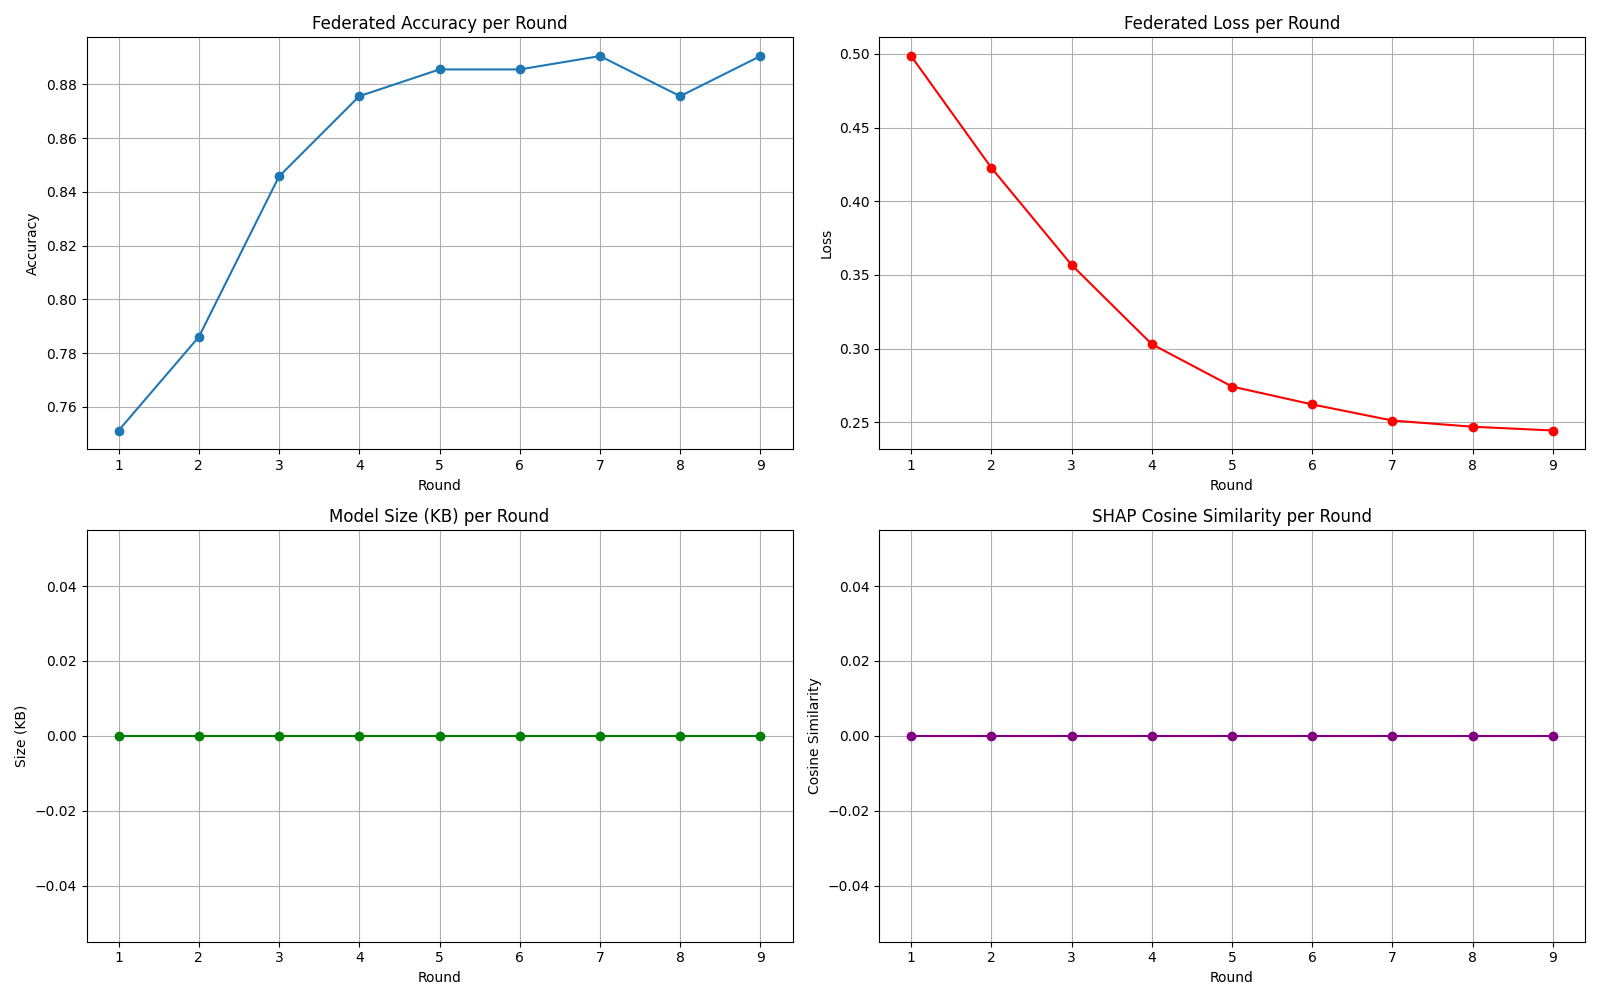 Federated Accuracy per Round
Accuracy
0.88
0.86
0.84
0.82
0.80
0.78
0.76
1 2 3 4 5 6 7 8 9
Round
Federated Loss per Round
Loss
0.50
0.45
0.40
0.35
0.30
0.25
1 2 3 4 5 6 7 8 9
Round
Model Size (KB) per Round
Size (KB)
0.04
0.02
0.00
−0.02
−0.04
1 2 3 4 5 6 7 8 9
Round
SHAP Cosine Similarity per Round
Cosine Similarity
0.04
0.02
0.00
−0.02
−0.04
1 2 3 4 5 6 7 8 9
Round